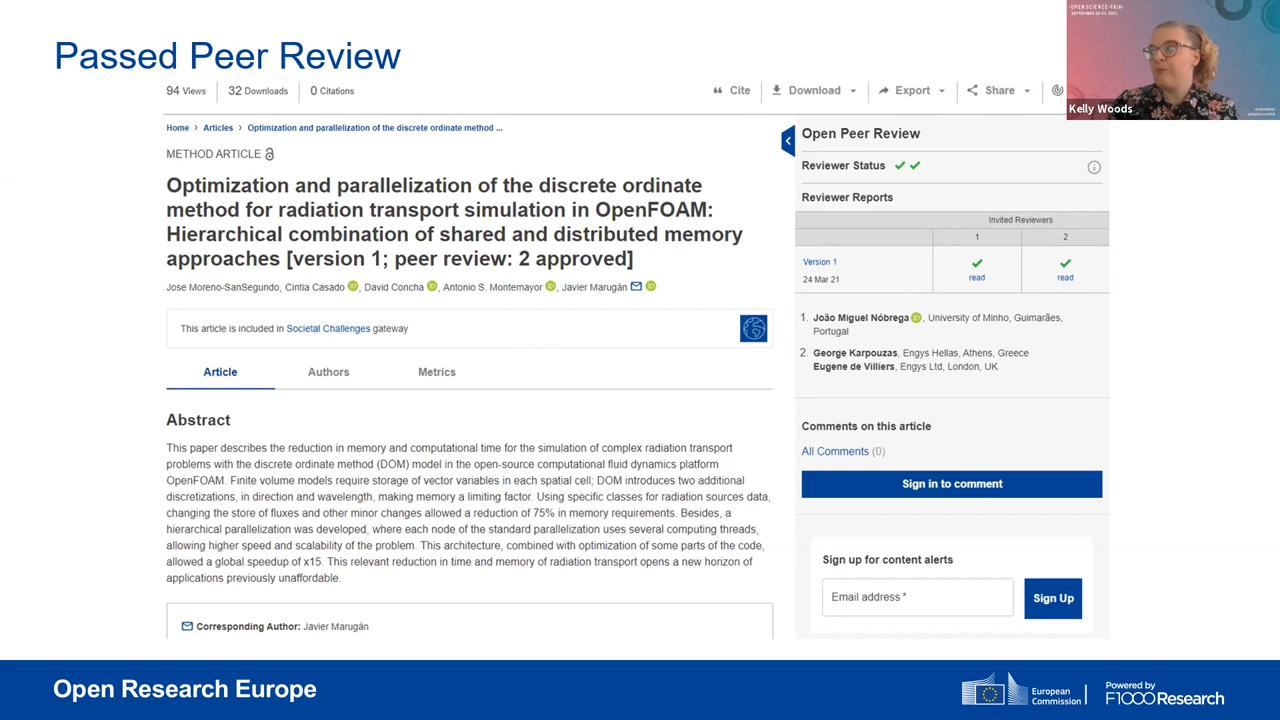 Passed Peer Review
OPEN SCIENCE FAIR
Kelly Woods
94 Views
32 Downloads
0 Citations
Cite
Download
Export
Share
Home › Articles › Optimization and parallelization of the discrete ordinate method ...
METHOD ARTICLE
Optimization and parallelization of the discrete ordinate
method for radiation transport simulation in OpenFOAM:
Hierarchical combination of shared and distributed memory
approaches [version 1; peer review: 2 approved]
Jose Moreno-SanSegundo, Cintia Casado, David Concha, Antonio S. Montemayor, Javier Marugán
This article is included in Societal Challenges gateway
Article
Authors
Metrics
Abstract
This paper describes the reduction in memory and computational time for the simulation of complex radiation transport
problems with the discrete ordinate method (DOM) model in the open-source computational fluid dynamics platform
OpenFOAM. Finite volume models require storage of vector variables in each spatial cell; DOM introduces two additional
discretizations, in direction and wavelength, making memory a limiting factor. Using specific classes for radiation sources data,
changing the store of fluxes and other minor changes allowed a reduction of 75% in memory requirements. Besides, a
hierarchical parallelization was developed, where each node of the standard parallelization uses several computing threads,
allowing higher speed and scalability of the problem. This architecture, combined with optimization of some parts of the code,
allowed a global speedup of x15. This relevant reduction in time and memory of radiation transport opens a new horizon of
applications previously unaffordable.
Corresponding Author: Javier Marugán
Open Peer Review
Reviewer Status
Reviewer Reports
Invited Reviewers
1
2
Version 1
24 Mar 21
read
read
1. João Miguel Nóbrega, University of Minho, Guimarães,
Portugal
2. George Karpouzas, Engys Hellas, Athens, Greece
Eugene de Villiers, Engys Ltd, London, UK
Comments on this article
All Comments (0)
Sign in to comment
Sign up for content alerts
Email address *
Sign Up
Open Research Europe
European
Commission
Powered by
F1000Research